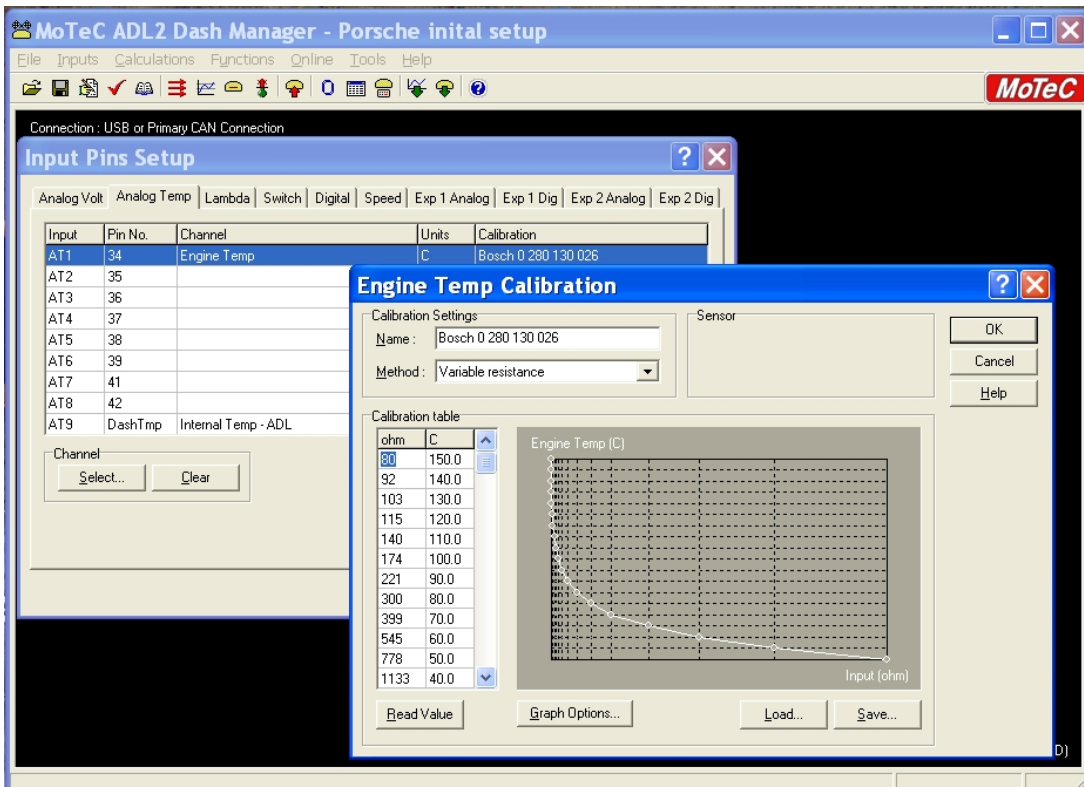 MoTeC ADL2 Dash Manager - Porsche inital setup
File Inputs Calculations Functions Online Tools Help
MoTeC
Connection : USB or Primary CAN Connection
Input Pins Setup
Analog Volt Analog Temp Lambda Switch Digital Speed Exp 1 Analog Exp 1 Dig Exp 2 Analog Exp 2 Dig
Input Pin No. Channel Units Calibration
AT1 34 Engine Temp C Bosch 0 280 130 026
AT2 35
AT3 36
AT4 37
AT5 38
AT6 39
AT7 41
AT8 42
AT9 DashTmp Internal Temp - ADL
Channel
Select... Clear
Engine Temp Calibration
Calibration Settings
Name : Bosch 0 280 130 026
Method : Variable resistance
Sensor
OK
Cancel
Help
Calibration table
ohm C
80 150.0
92 140.0
103 130.0
115 120.0
140 110.0
174 100.0
221 90.0
300 80.0
399 70.0
545 60.0
778 50.0
1133 40.0
Engine Temp (C)
Input (ohm)
Read Value Graph Options... Load... Save...
D)